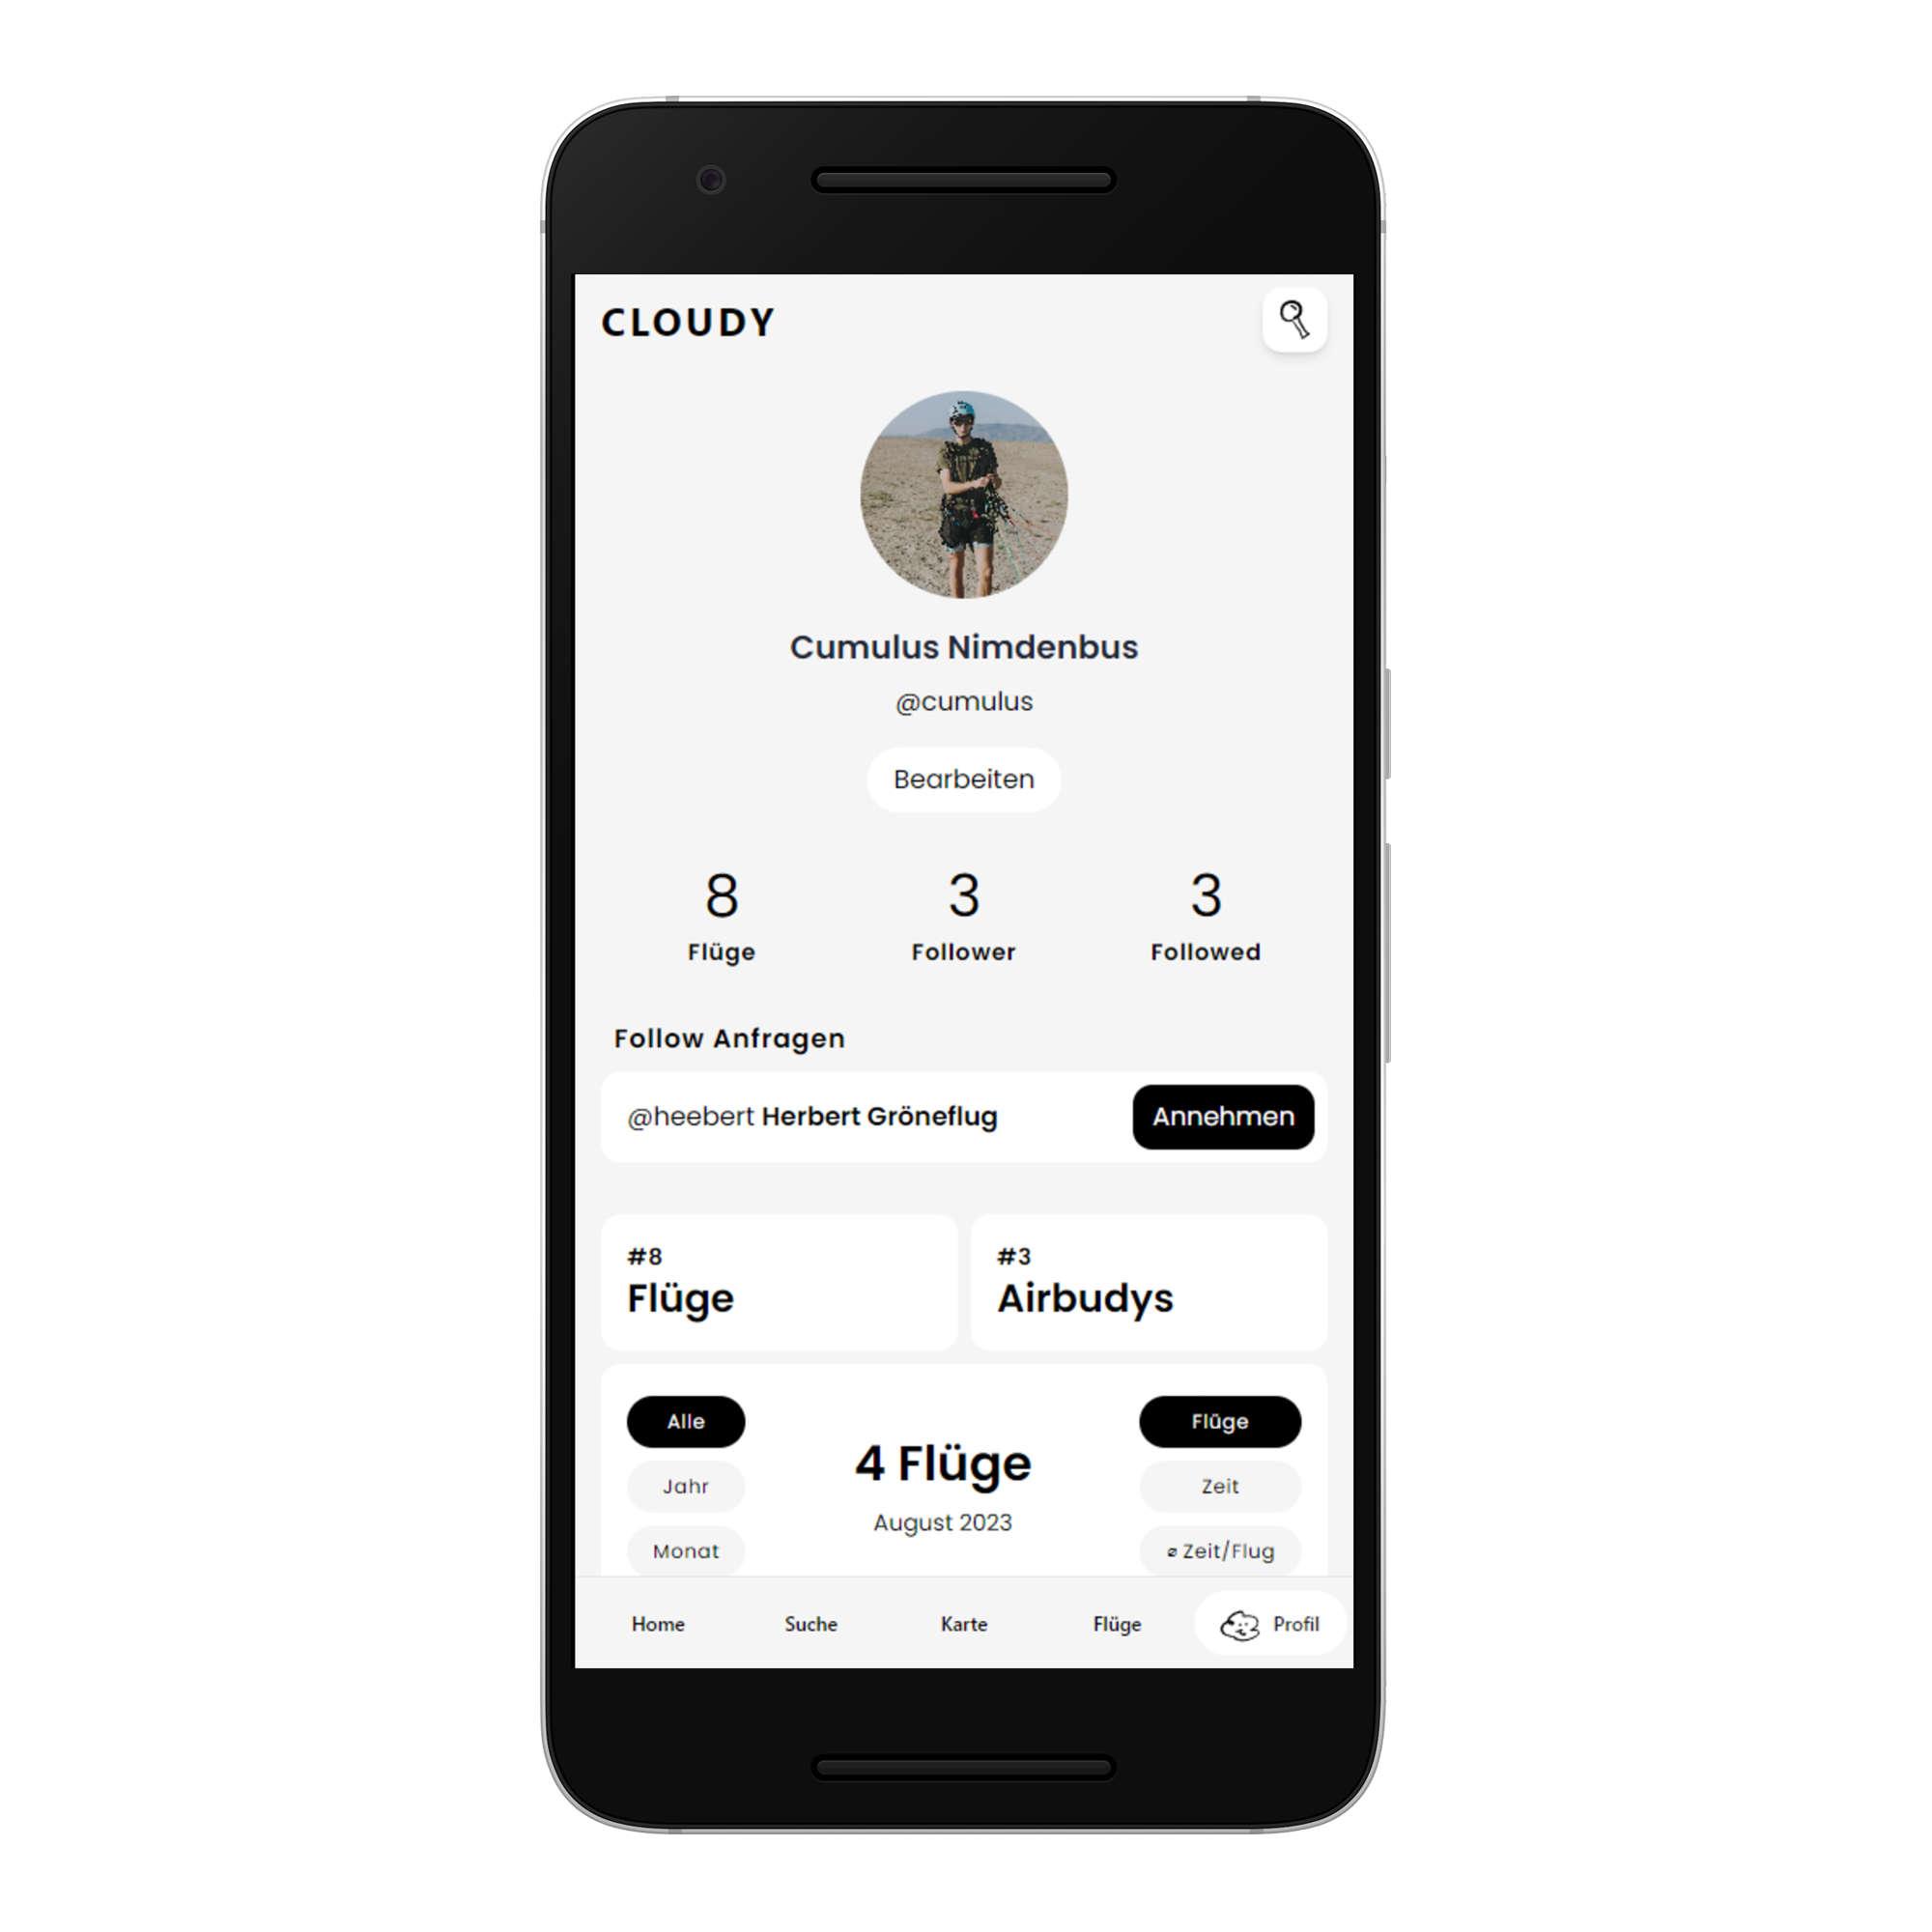 CLOUDY
Cumulus Nimdenbus
@cumulus
Bearbeiten
8
Flüge
3
Follower
3
Followed
Follow Anfragen
@heebert Herbert Gröneflug
Annehmen
#8
Flüge
#3
Airbudys
Alle
Jahr
Monat
4 Flüge
August 2023
Flüge
Zeit
⌀ Zeit/Flug
Home
Suche
Karte
Flüge
Profil